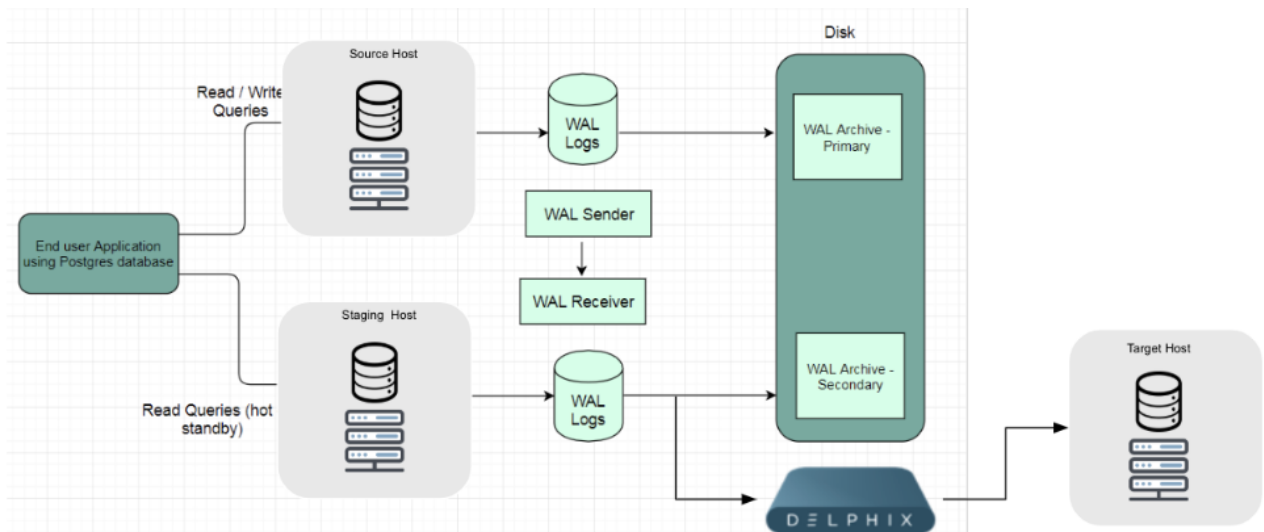 Disk
Source Host
Read / Write
Queries
WAL
Logs
WAL Archive -
Primary
WAL Sender
End user Application
using Postgres database
WAL Receiver
Staging Host
Target Host
WAL Archive -
Secondary
WAL
Logs
Read Queries (hot
standby)
DELPHIX